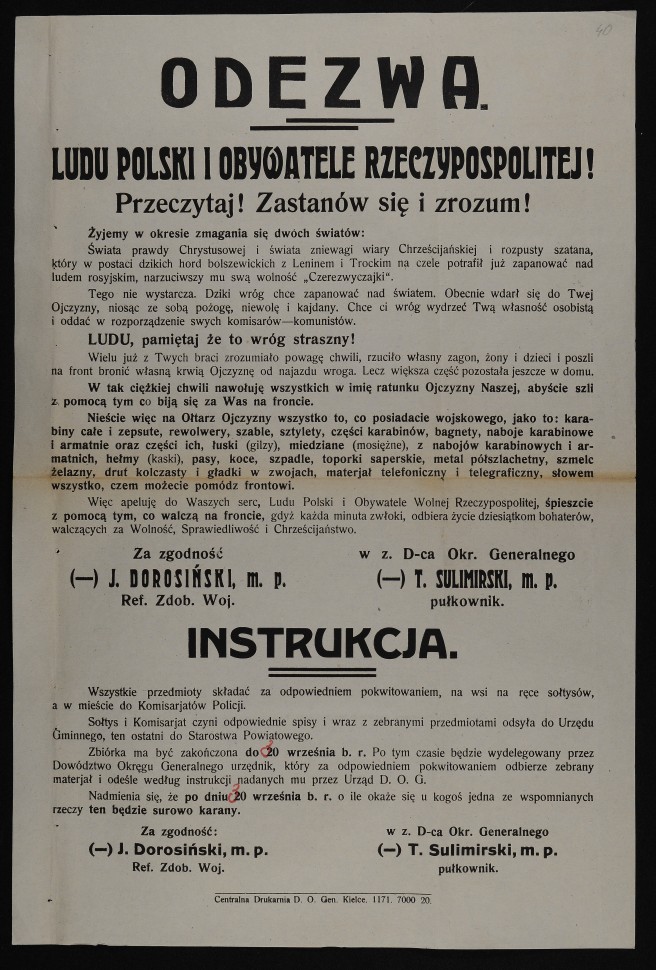 40
ODEZWA.
LUDU POLSKI I OBYWATELE RZECZYPOSPOLITEJ!
Przeczytaj! Zastanów się i zrozum!
Żyjemy w okresie zmagania się dwóch światów:
Świata prawdy Chrystusowej i świata zniewagi wiary Chrześcijańskiej i rozpusty szatana,
który w postaci dzikich hord bolszewickich z Leninem i Trockim na czele potrafił już zapanować nad
ludem rosyjskim, narzuciwszy mu swą wolność „Czerezwyczajki“.
Tego nie wystarcza. Dziki wróg chce zapanować nad światem. Obecnie wdarł się do Twej
Ojczyzny, niosąc ze sobą pożogę, niewolę i kajdany. Chce ci wróg wydrzeć Twą własność osobistą
i oddać w rozporządzenie swych komisarów—komunistów.
LUDU, pamiętaj że to wróg straszny!
Wielu już z Twych braci zrozumiało powagę chwili, rzuciło własny zagon, żony i dzieci i poszli
na front bronić własną krwią Ojczyznę od najazdu wroga. Lecz większa część pozostała jeszcze w domu.
W tak ciężkiej chwili nawołuję wszystkich w imię ratunku Ojczyzny Naszej, abyście szli
z pomocą tym co biją się za Was na froncie.
Nieście więc na Ołtarz Ojczyzny wszystko to, co posiadacie wojskowego, jako to: kara-
biny całe i zepsute, rewolwery, szable, sztylety, części karabinów, bagnety, naboje karabinowe
i armatnie oraz części ich, łuski (gilzy), miedziane (mosiężne), z nabojów karabinowych i ar-
matnich, hełmy (kaski), pasy, koce, szpadle, toporki saperskie, metal półszlachetny, szmelc
żelazny, drut kolczasty i gładki w zwojach, materjał telefoniczny i telegraficzny, słowem
wszystko, czem możecie pomódz frontowi.
Więc apeluję do Waszych serc, Ludu Polski i Obywatele Wolnej Rzeczypospolitej, śpieszcie
z pomocą tym, co walczą na froncie, gdyż każda minuta zwłoki, odbiera życie dziesiątkom bohaterów,
walczących za Wolność, Sprawiedliwość i Chrześcijaństwo.
Za zgodność w z. D-ca Okr. Generalnego
(—) J. DOROSIŃSKI, m. p. (—) T. SULIMIRSKI, m. p.
Ref. Zdob. Woj. pułkownik.
INSTRUKCJA.
Wszystkie przedmioty składać za odpowiedniem pokwitowaniem, na wsi na ręce sołtysów,
a w mieście do Komisarjatów Policji.
Sołtys i Komisarjat czyni odpowiednie spisy i wraz z zebranymi przedmiotami odsyła do Urzędu
Gminnego, ten ostatni do Starostwa Powiatowego.
Zbiórka ma być zakończona do 20 września b. r. Po tym czasie będzie wydelegowany przez
Dowództwo Okręgu Generalnego urzędnik, który za odpowiednim pokwitowaniem odbierze zebrany
materjał i odeśle według instrukcji nadanych mu przez Urząd D. O. G.
Nadmienia się, że po dniu 20 września b. r. o ile okaże się u kogoś jedna ze wspomnianych
rzeczy ten będzie surowo karany.
Za zgodność: w z. D-ca Okr. Generalnego
(—) J. Dorosiński, m. p. (—) T. Sulimirski, m. p.
Ref. Zdob. Woj. pułkownik.
Centralna Drukarnia D. O. Gen. Kielce. 1171. 7000 20.